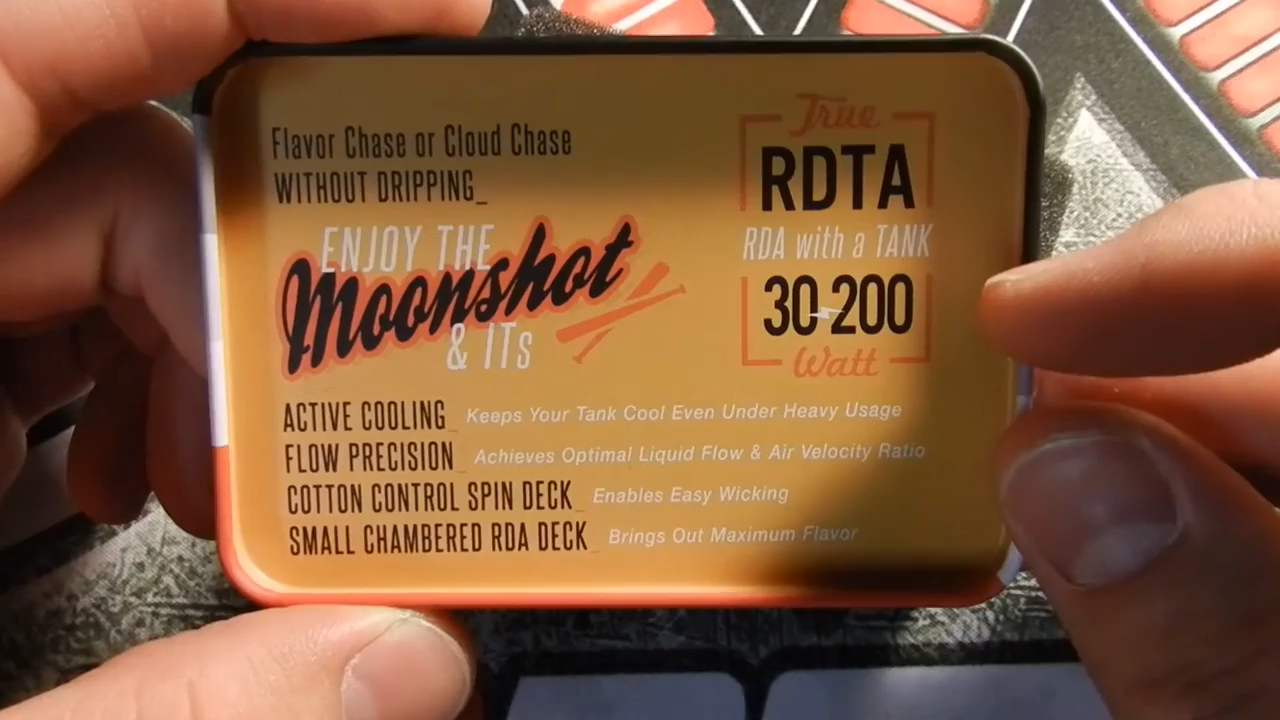 Flavor Chase or Cloud Chase
WITHOUT DRIPPING_
ENJOY THE
Moonshot
& ITs
True
RDTA
RDA with a TANK
30-200
Watt
ACTIVE COOLING_ Keeps Your Tank Cool Even Under Heavy Usage
FLOW PRECISION_ Achieves Optimal Liquid Flow & Air Velocity Ratio
COTTON CONTROL SPIN DECK_ Enables Easy Wicking
SMALL CHAMBERED RDA DECK_ Brings Out Maximum Flavor